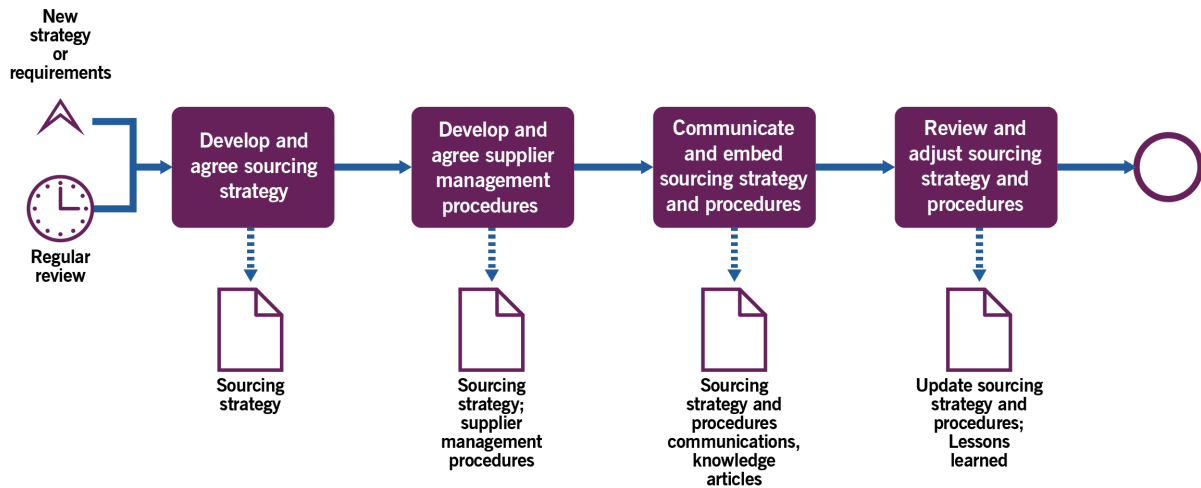 New
strategy
or
requirements
Regular
review
Develop and
agree sourcing
strategy
Develop and
agree supplier
management
procedures
Communicate
and embed
sourcing strategy
and procedures
Review and
adjust sourcing
strategy and
procedures
Sourcing
strategy
Sourcing
strategy;
supplier
management
procedures
Sourcing
strategy and
procedures
communications,
knowledge
articles
Update sourcing
strategy and
procedures;
Lessons
learned